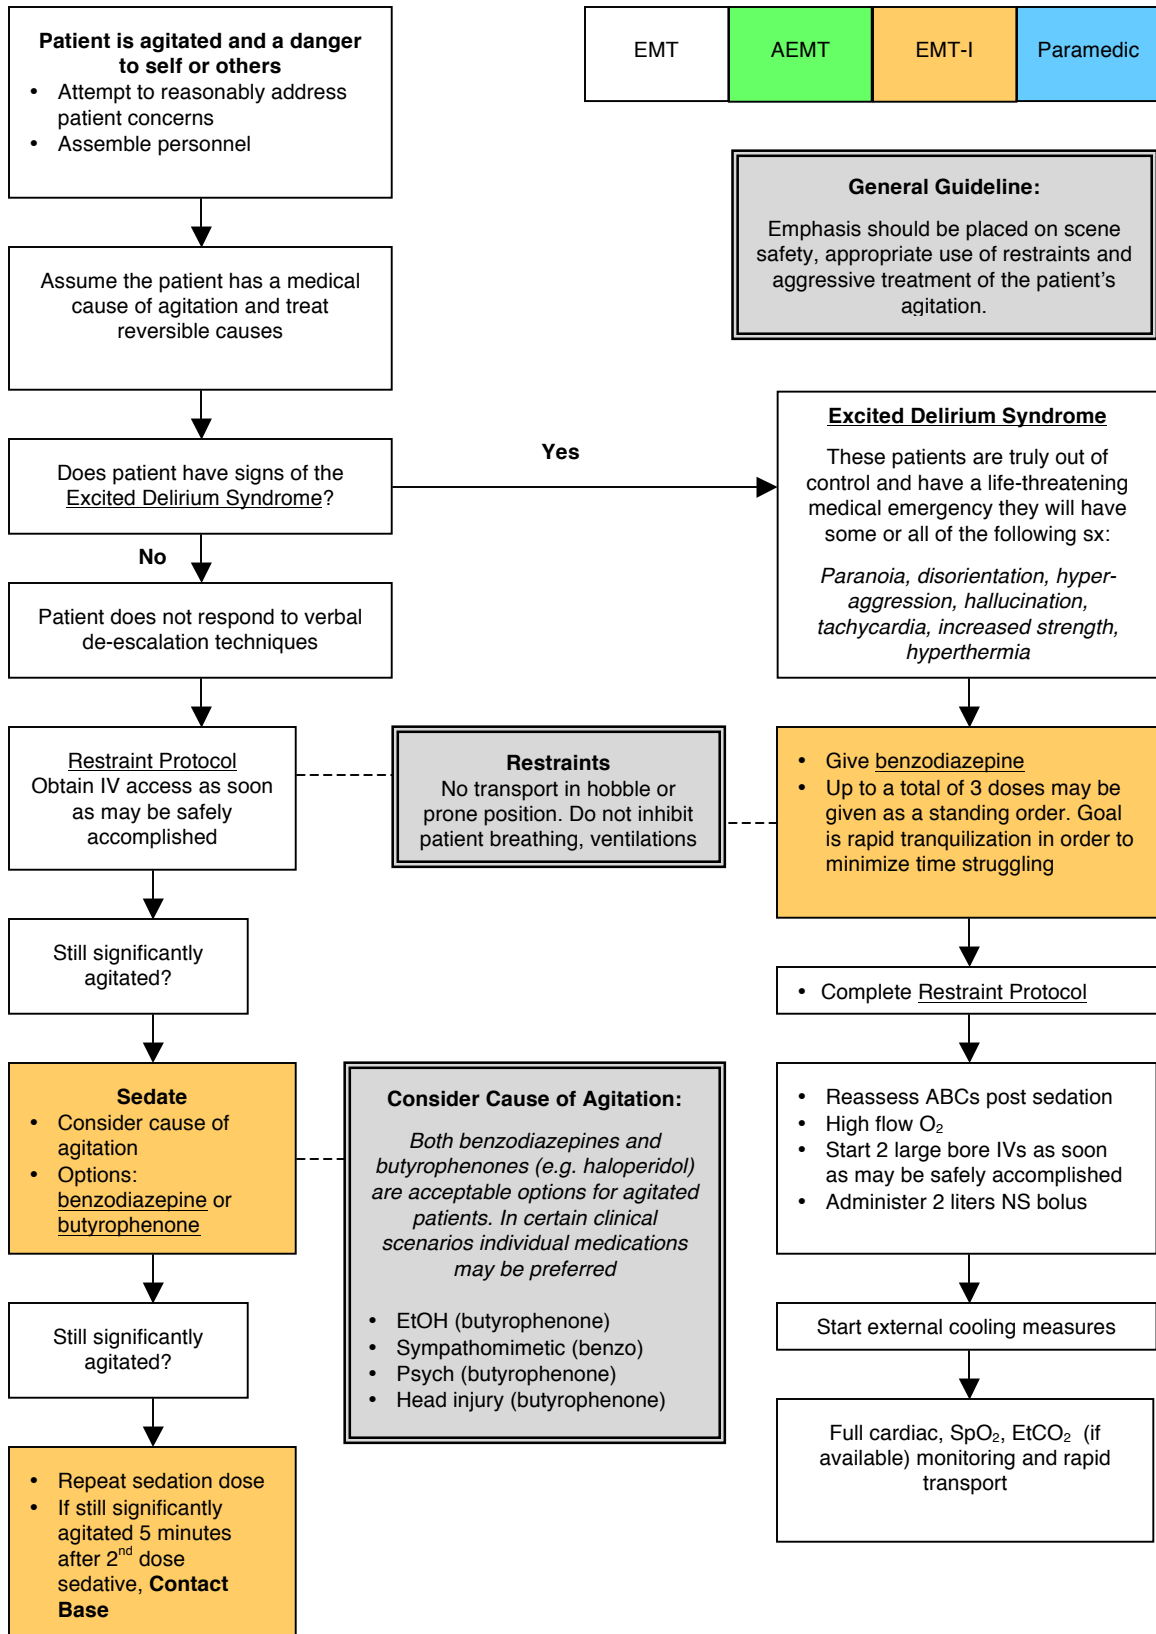 Patient is agitated and a danger
to self or others
• Attempt to reasonably address
patient concerns
• Assemble personnel
EMT
AEMT
EMT-I
Paramedic
General Guideline:
Emphasis should be placed on scene
safety, appropriate use of restraints and
aggressive treatment of the patient’s
agitation.
Assume the patient has a medical
cause of agitation and treat
reversible causes
Does patient have signs of the
Excited Delirium Syndrome?
Yes
No
Excited Delirium Syndrome
These patients are truly out of
control and have a life-threatening
medical emergency they will have
some or all of the following sx:
Paranoia, disorientation, hyper-
aggression, hallucination,
tachycardia, increased strength,
hyperthermia
Patient does not respond to verbal
de-escalation techniques
Restraint Protocol
Obtain IV access as soon
as may be safely
accomplished
Restraints
No transport in hobble or
prone position. Do not inhibit
patient breathing, ventilations
• Give benzodiazepine
• Up to a total of 3 doses may be
given as a standing order. Goal
is rapid tranquilization in order to
minimize time struggling
Still significantly
agitated?
• Complete Restraint Protocol
Sedate
• Consider cause of
agitation
• Options:
benzodiazepine or
butyrophenone
Consider Cause of Agitation:
Both benzodiazepines and
butyrophenones (e.g. haloperidol)
are acceptable options for agitated
patients. In certain clinical
scenarios individual medications
may be preferred
• EtOH (butyrophenone)
• Sympathomimetic (benzo)
• Psych (butyrophenone)
• Head injury (butyrophenone)
• Reassess ABCs post sedation
• High flow O₂
• Start 2 large bore IVs as soon
as may be safely accomplished
• Administer 2 liters NS bolus
Still significantly
agitated?
Start external cooling measures
• Repeat sedation dose
• If still significantly
agitated 5 minutes
after 2nd dose
sedative, Contact
Base
Full cardiac, SpO₂, EtCO₂ (if
available) monitoring and rapid
transport